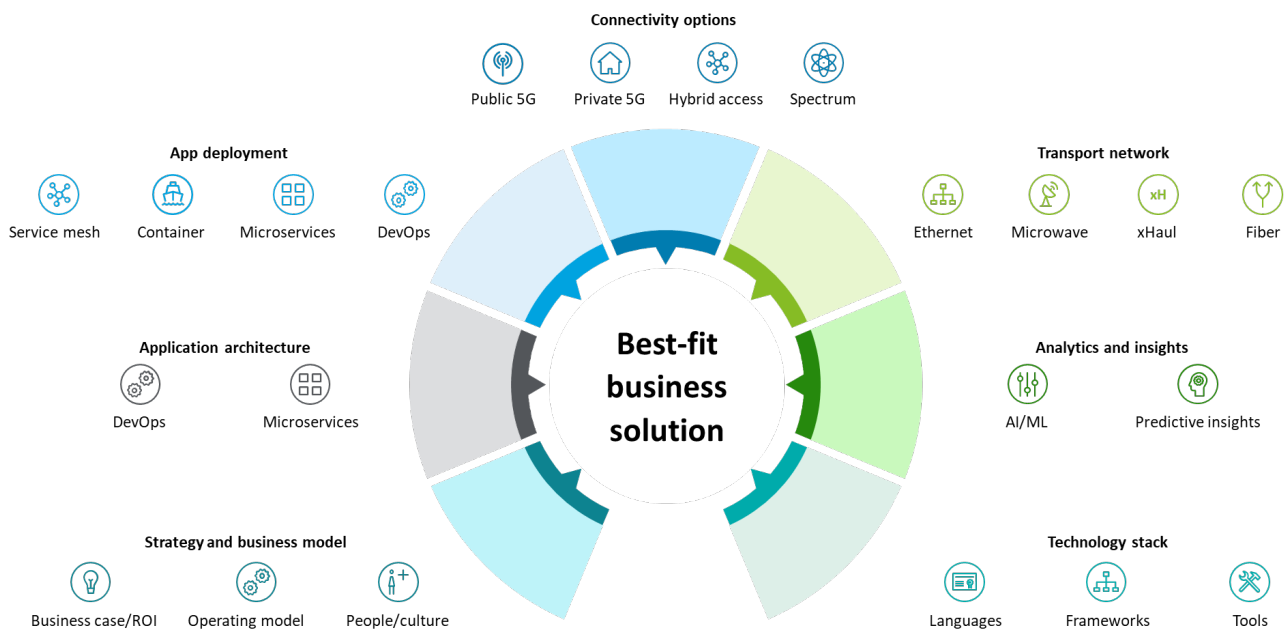 Connectivity options
Public 5G
Private 5G
Hybrid access
Spectrum
App deployment
Service mesh
Container
Microservices
DevOps
Transport network
Ethernet
Microwave
xH
xHaul
Fiber
Application architecture
DevOps
Microservices
Best-fit
business
solution
Analytics and insights
AI/ML
Predictive insights
Strategy and business model
Business case/ROI
Operating model
People/culture
Technology stack
Languages
Frameworks
Tools